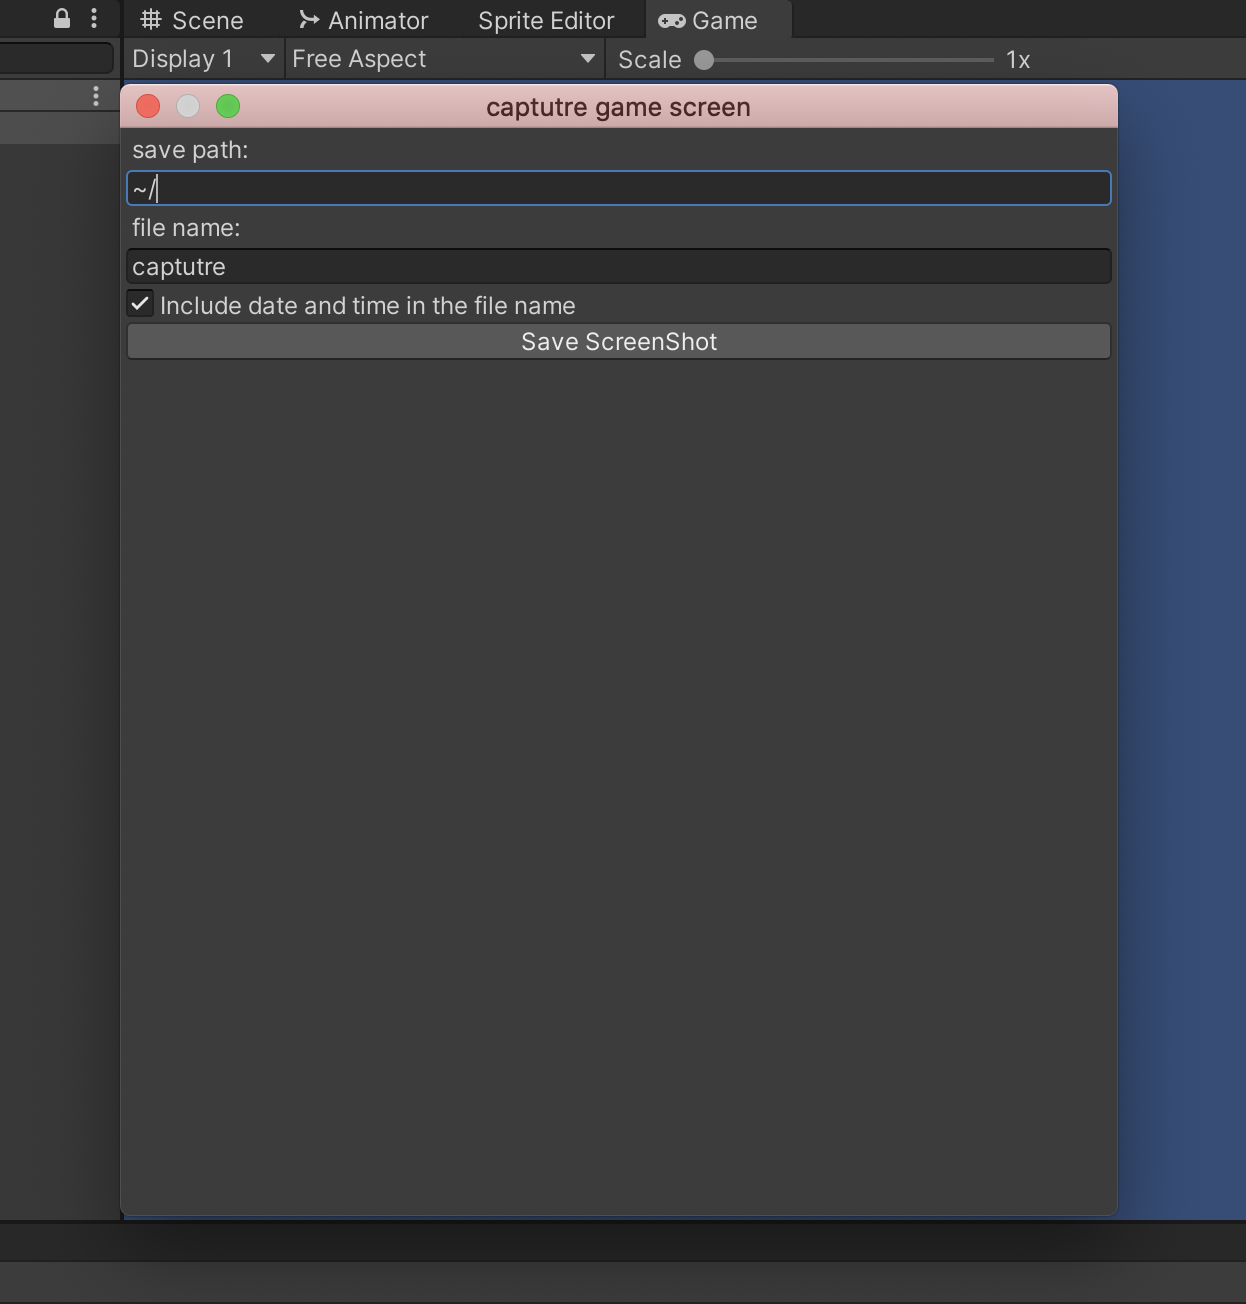 Scene Animator Sprite Editor Game
Display 1 Free Aspect Scale 1x
captutre game screen
save path:
~/
file name:
captutre
Include date and time in the file name
Save ScreenShot